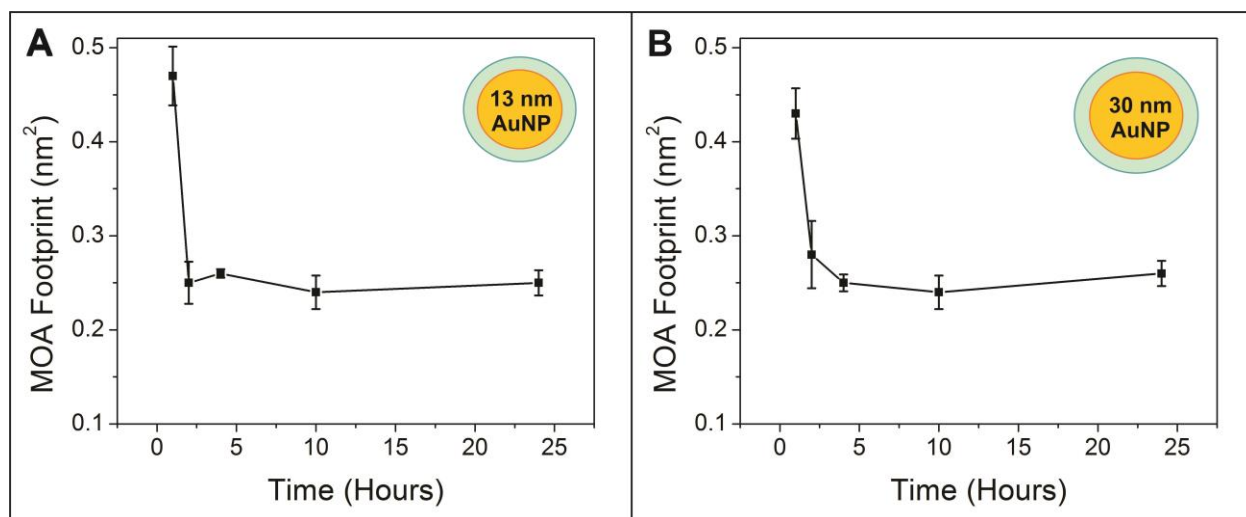 A
MOA Footprint (nm²)
0.5
0.4
0.3
0.2
0.1
13 nm
AuNP
0 5 10 15 20 25
Time (Hours)
B
MOA Footprint (nm²)
0.5
0.4
0.3
0.2
0.1
30 nm
AuNP
0 5 10 15 20 25
Time (Hours)